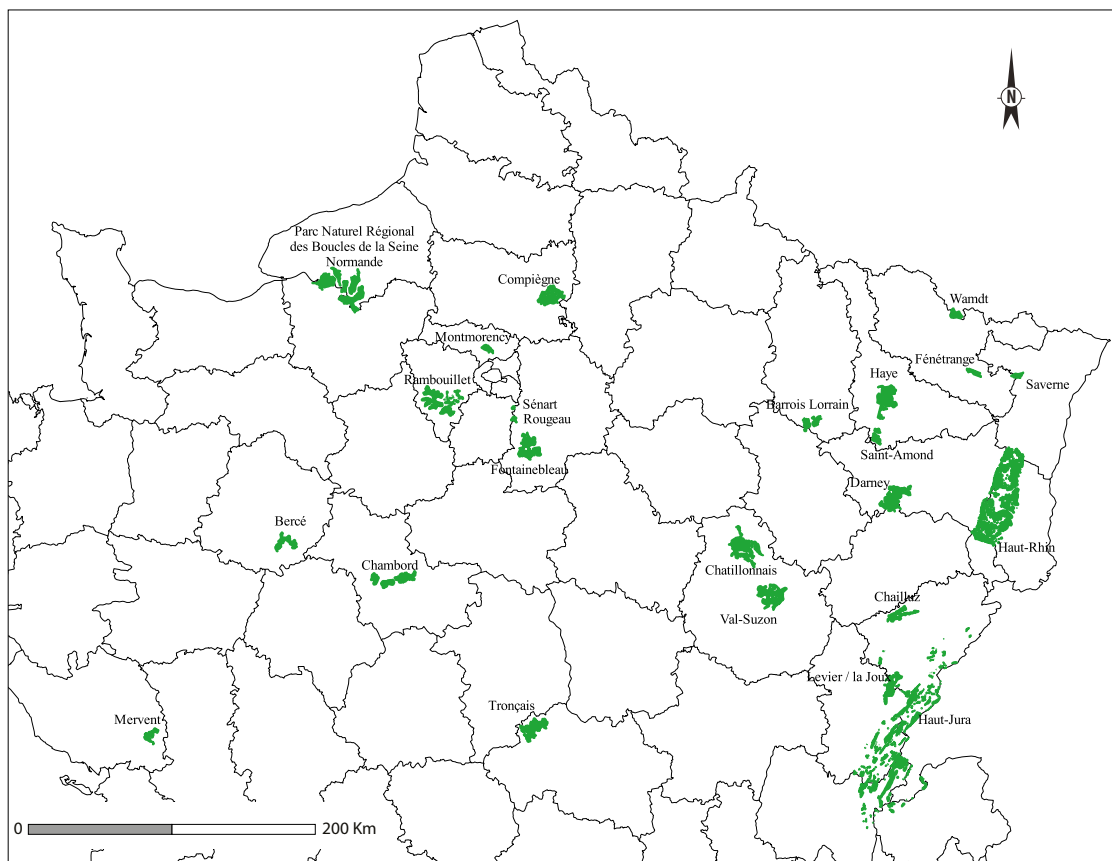 N
Parc Naturel Régional
des Boucles de la Seine
Normande
Compiègne
Wamdt
Montmorency
Fénétrange
Haye
Rambouillet
Saverne
Sénart
Rougeau
Barrois Lorrain
Saint-Amond
Fontainebleau
Darney
Bercé
Haut-Rhin
Chambord
Chatillonnais
Chailluz
Val-Suzon
Levier / la Joux
Tronçais
Mervent
Haut-Jura
0 200 Km